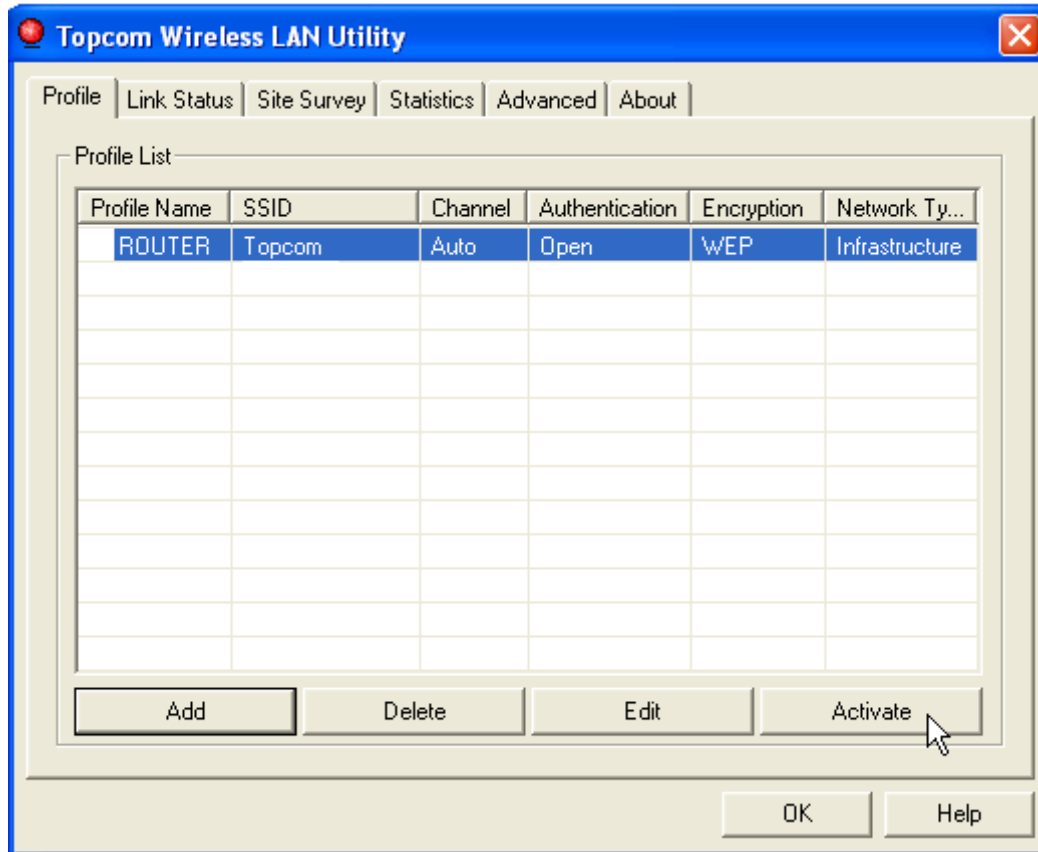 Topcom Wireless LAN Utility
Profile Link Status Site Survey Statistics Advanced About
Profile List
Profile Name SSID Channel Authentication Encryption Network Ty...
ROUTER Topcom Auto Open WEP Infrastructure
Add Delete Edit Activate
OK Help